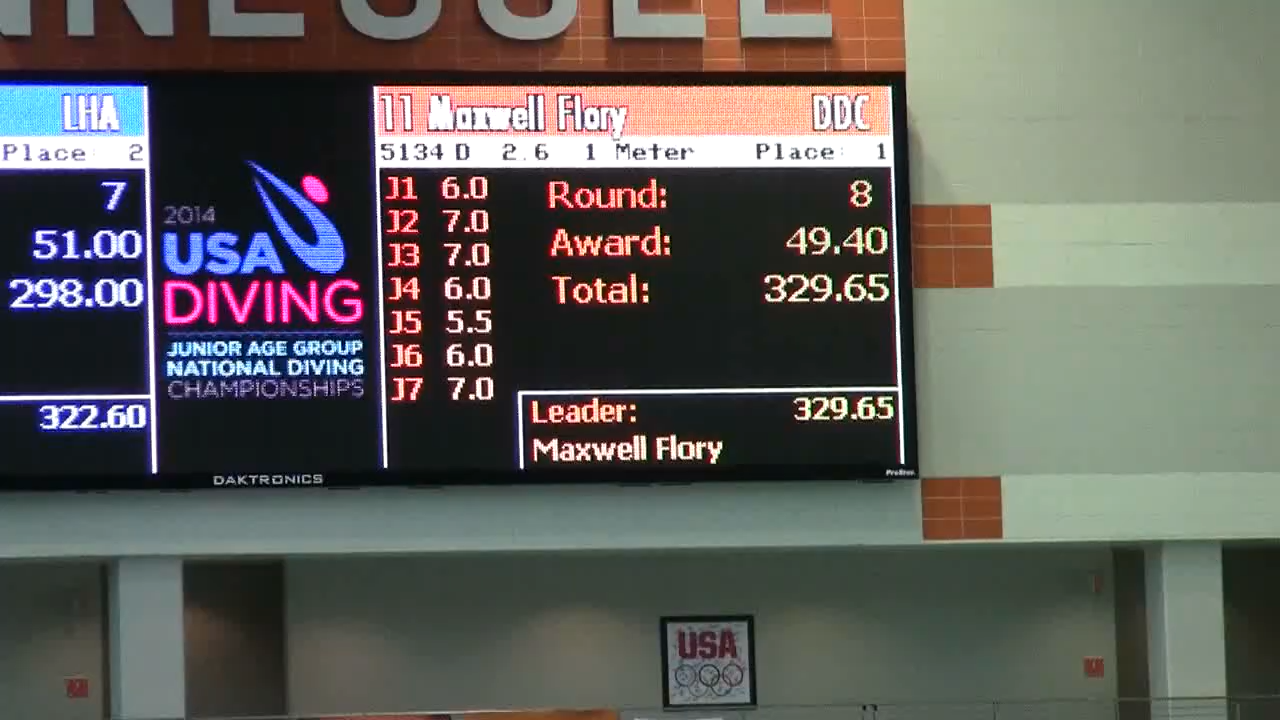 NNESSEE
LHA
Place: 2
7
51.00
298.00
322.60
2014
USA
DIVING
JUNIOR AGE GROUP
NATIONAL DIVING
CHAMPIONSHIPS
11 Maxwell Flory DDC
5134 D 2.6 1 Meter Place: 1
J1 6.0
J2 7.0
J3 7.0
J4 6.0
J5 5.5
J6 6.0
J7 7.0
Round: 8
Award: 49.40
Total: 329.65
Leader: 329.65
Maxwell Flory
DAKTRONICS
ProStar
USA